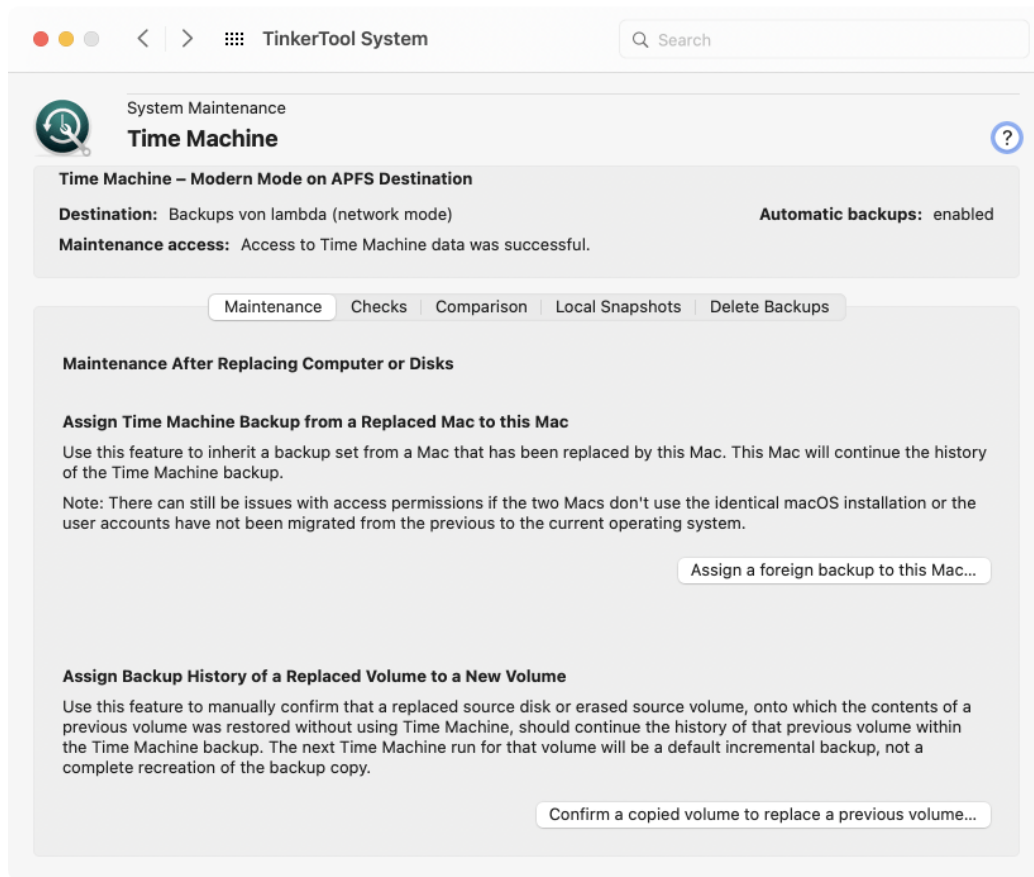 TinkerTool System
Search
System Maintenance
Time Machine
?
Time Machine – Modern Mode on APFS Destination
Destination: Backups von lambda (network mode)
Automatic backups: enabled
Maintenance access: Access to Time Machine data was successful.
Maintenance
Checks
Comparison
Local Snapshots
Delete Backups
Maintenance After Replacing Computer or Disks
Assign Time Machine Backup from a Replaced Mac to this Mac
Use this feature to inherit a backup set from a Mac that has been replaced by this Mac. This Mac will continue the history
of the Time Machine backup.
Note: There can still be issues with access permissions if the two Macs don't use the identical macOS installation or the
user accounts have not been migrated from the previous to the current operating system.
Assign a foreign backup to this Mac...
Assign Backup History of a Replaced Volume to a New Volume
Use this feature to manually confirm that a replaced source disk or erased source volume, onto which the contents of a
previous volume was restored without using Time Machine, should continue the history of that previous volume within
the Time Machine backup. The next Time Machine run for that volume will be a default incremental backup, not a
complete recreation of the backup copy.
Confirm a copied volume to replace a previous volume...